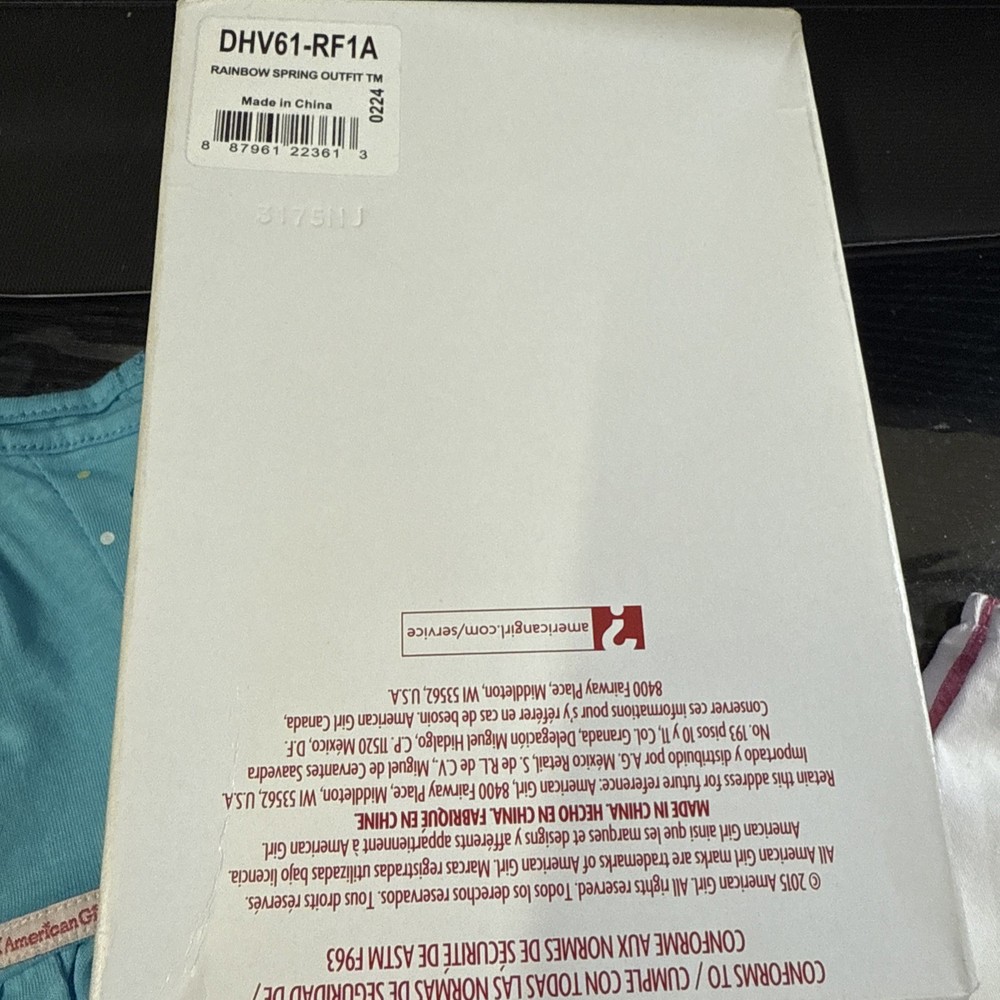 DHV61-RF1A
RAINBOW SPRING OUTFIT TM
Made in China
0224
8 87961 22361 3
3175NJ
CONFORMS TO / CUMPLE CON TODAS LAS NORMAS DE SEGURIDAD DE /
CONFORME AUX NORMES DE SÉCURITÉ DE ASTM F963
© 2015 American Girl. All rights reserved. Todos los derechos reservados. Tous droits réservés.
All American Girl marks are trademarks of American Girl. Marcas registradas utilizadas bajo licencia.
American Girl ainsi que les marques et designs y afférents appartiennent à American Girl.
MADE IN CHINA. HECHO EN CHINA. FABRIQUÉ EN CHINE.
Retain this address for future reference: American Girl, 8400 Fairway Place, Middleton, WI 53562, U.S.A.
Importado y distribuido por A.G. México Retail, S. de R.L. de C.V., Miguel de Cervantes Saavedra
No. 193 pisos 10 y 11, Col. Granada, Delegación Miguel Hidalgo, C.P. 11520 México, D.F.
Conserver ces informations pour s'y référer en cas de besoin. American Girl Canada,
8400 Fairway Place, Middleton, WI 53562, U.S.A.
? americangirl.com/service
American Gi